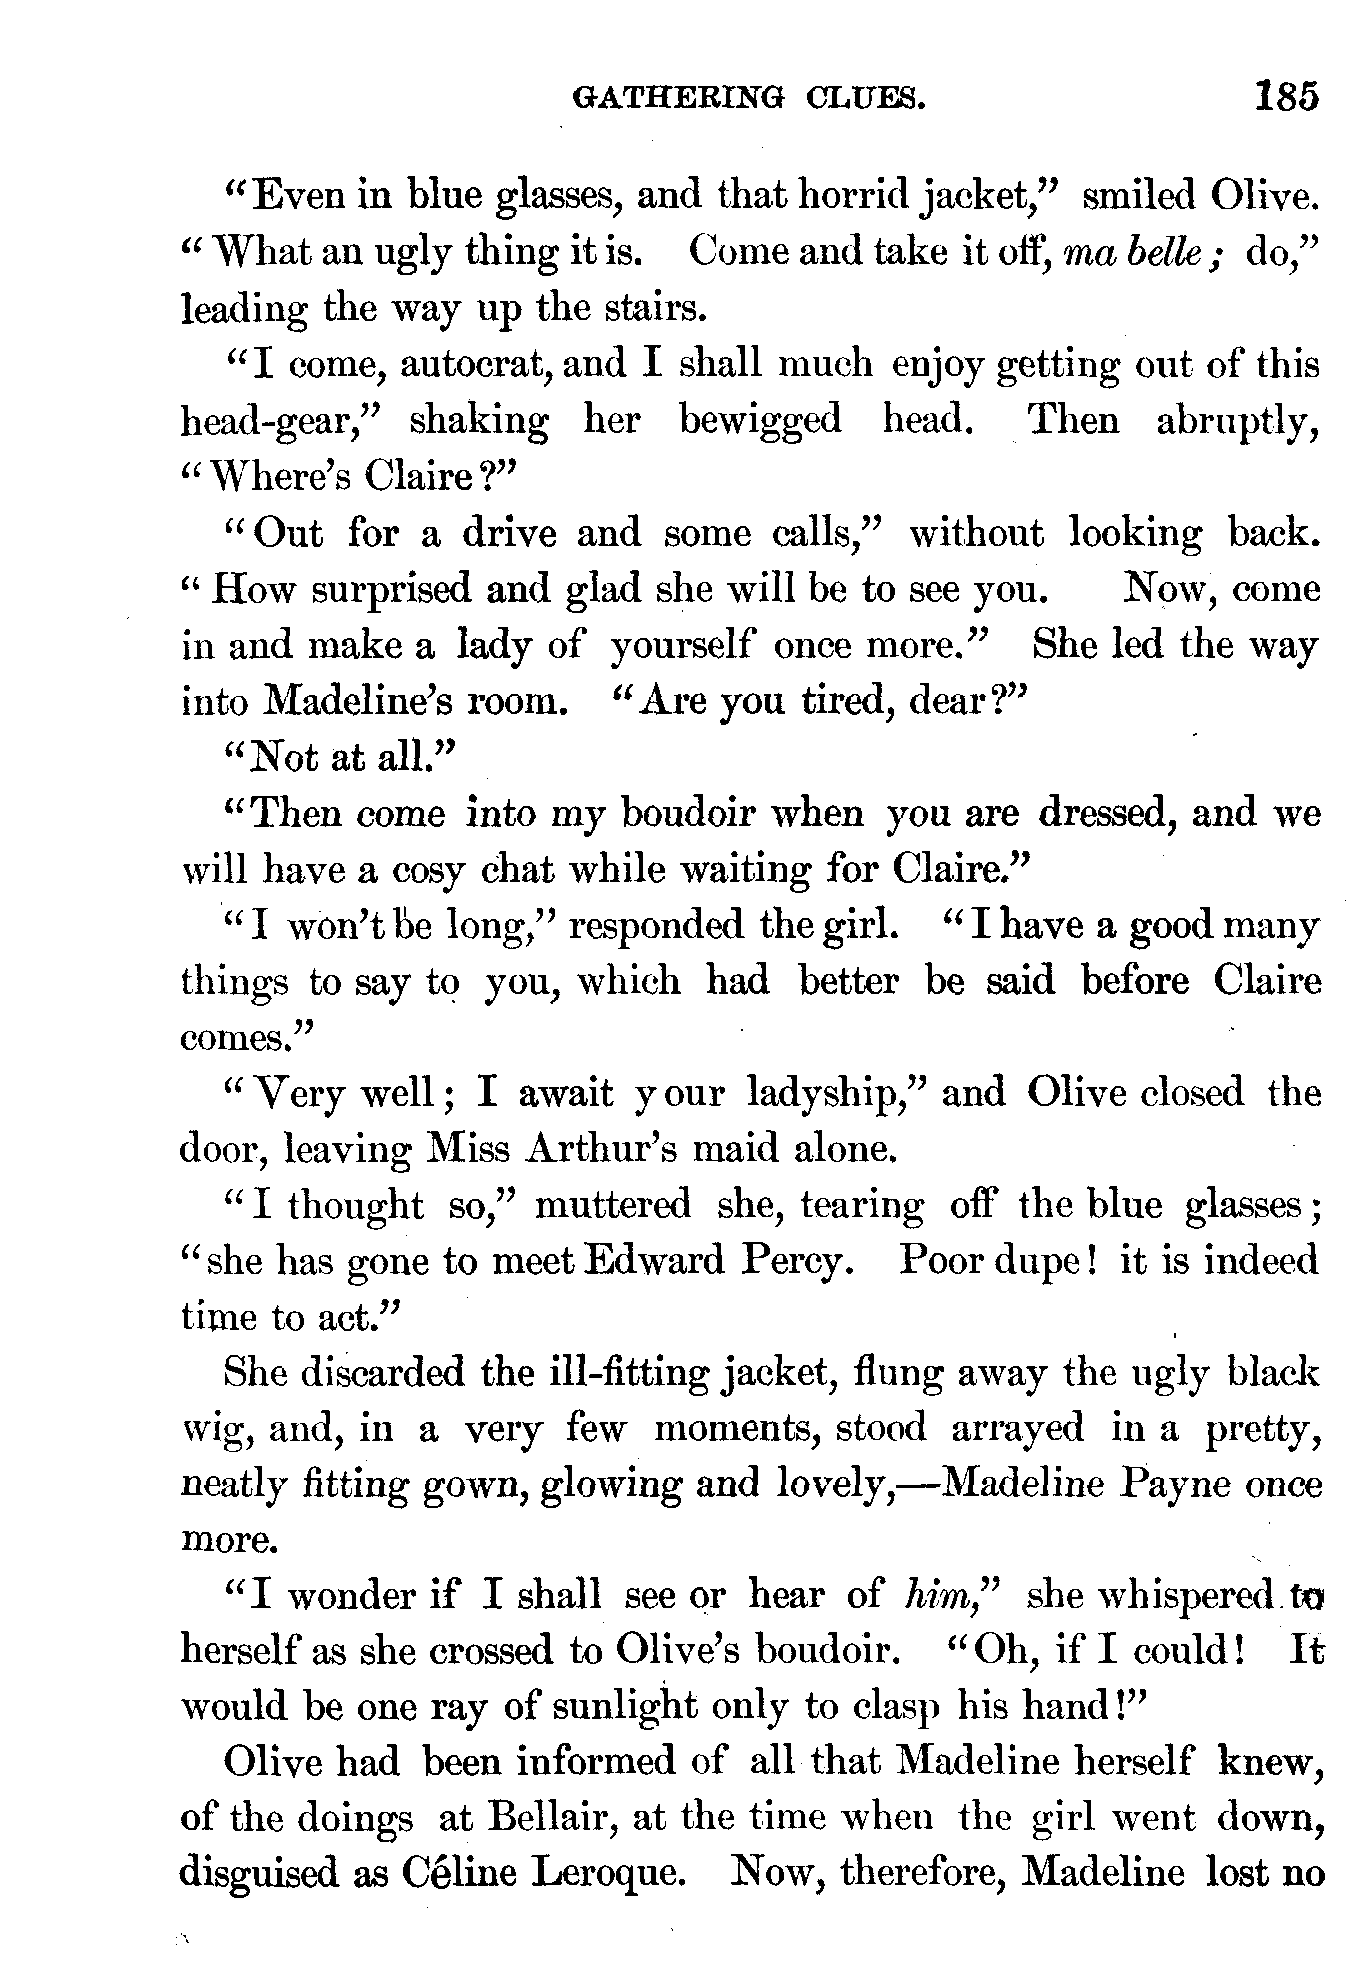 GATHERING CLUES. 185
"Even in blue glasses, and that horrid jacket," smiled Olive.
"What an ugly thing it is. Come and take it off, ma belle; do,"
leading the way up the stairs.
"I come, autocrat, and I shall much enjoy getting out of this
head-gear," shaking her bewigged head. Then abruptly,
"Where's Claire?"
"Out for a drive and some calls," without looking back.
"How surprised and glad she will be to see you. Now, come
in and make a lady of yourself once more." She led the way
into Madeline's room. "Are you tired, dear?"
"Not at all."
"Then come into my boudoir when you are dressed, and we
will have a cosy chat while waiting for Claire."
"I won't be long," responded the girl. "I have a good many
things to say to you, which had better be said before Claire
comes."
"Very well; I await your ladyship," and Olive closed the
door, leaving Miss Arthur's maid alone.
"I thought so," muttered she, tearing off the blue glasses;
"she has gone to meet Edward Percy. Poor dupe! it is indeed
time to act."
She discarded the ill-fitting jacket, flung away the ugly black
wig, and, in a very few moments, stood arrayed in a pretty,
neatly fitting gown, glowing and lovely,—Madeline Payne once
more.
"I wonder if I shall see or hear of him," she whispered to
herself as she crossed to Olive's boudoir. "Oh, if I could! It
would be one ray of sunlight only to clasp his hand!"
Olive had been informed of all that Madeline herself knew,
of the doings at Bellair, at the time when the girl went down,
disguised as Céline Leroque. Now, therefore, Madeline lost no